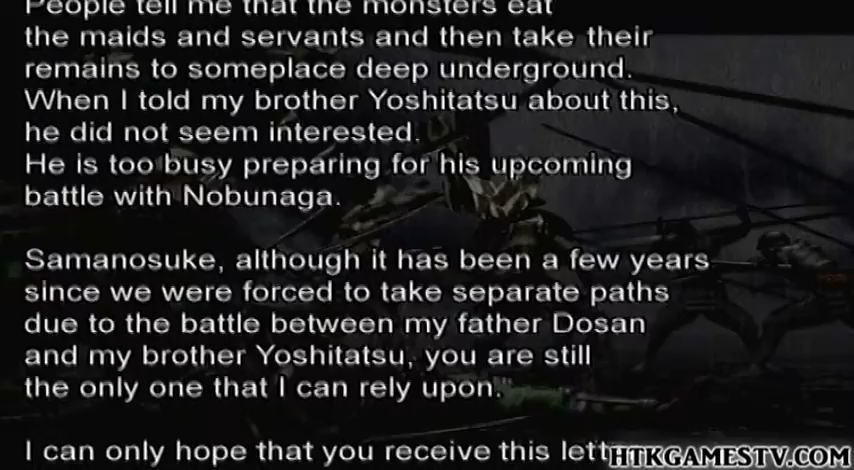 People tell me that the monsters eat
the maids and servants and then take their
remains to someplace deep underground.
When I told my brother Yoshitatsu about this,
he did not seem interested.
He is too busy preparing for his upcoming
battle with Nobunaga.
Samanosuke, although it has been a few years
since we were forced to take separate paths
due to the battle between my father Dosan
and my brother Yoshitatsu, you are still
the only one that I can rely upon."
I can only hope that you receive this
HTKGAMESTV.COM